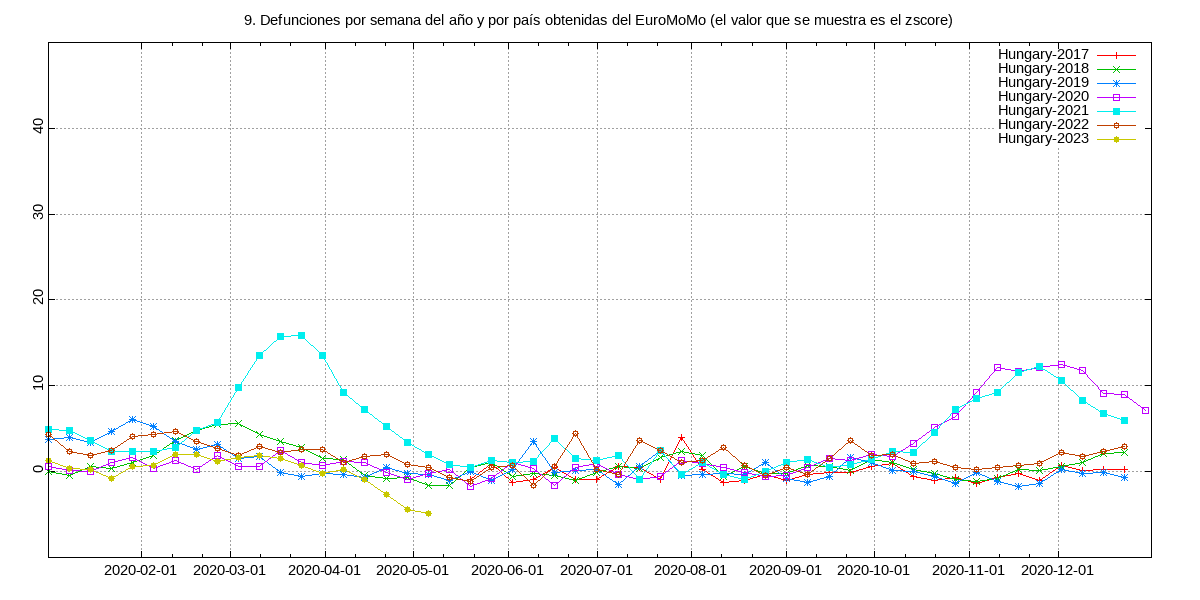 9. Defunciones por semana del año y por país obtenidas del EuroMoMo (el valor que se muestra es el zscore)
Hungary-2017
Hungary-2018
Hungary-2019
Hungary-2020
Hungary-2021
Hungary-2022
Hungary-2023
40
30
20
10
0
2020-02-01 2020-03-01 2020-04-01 2020-05-01 2020-06-01 2020-07-01 2020-08-01 2020-09-01 2020-10-01 2020-11-01 2020-12-01